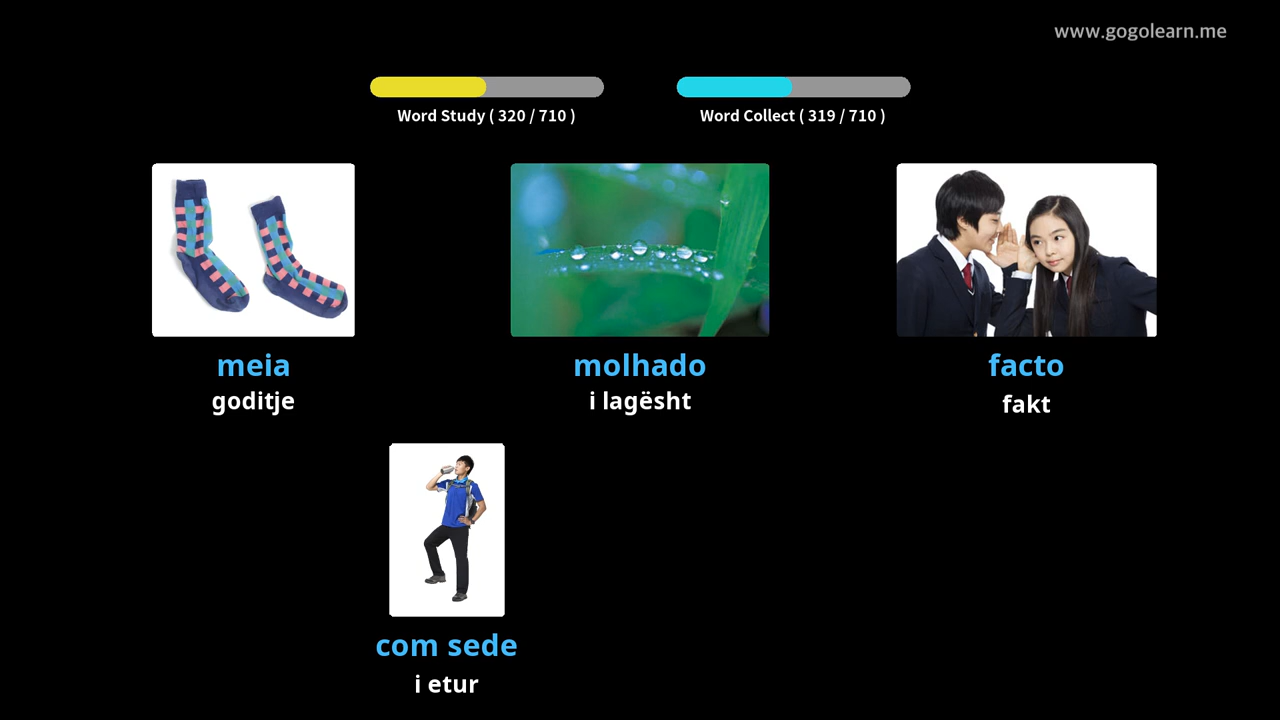 www.gogolearn.me
Word Study ( 320 / 710 )
Word Collect ( 319 / 710 )
meia
goditje
molhado
i lagësht
facto
fakt
com sede
i etur